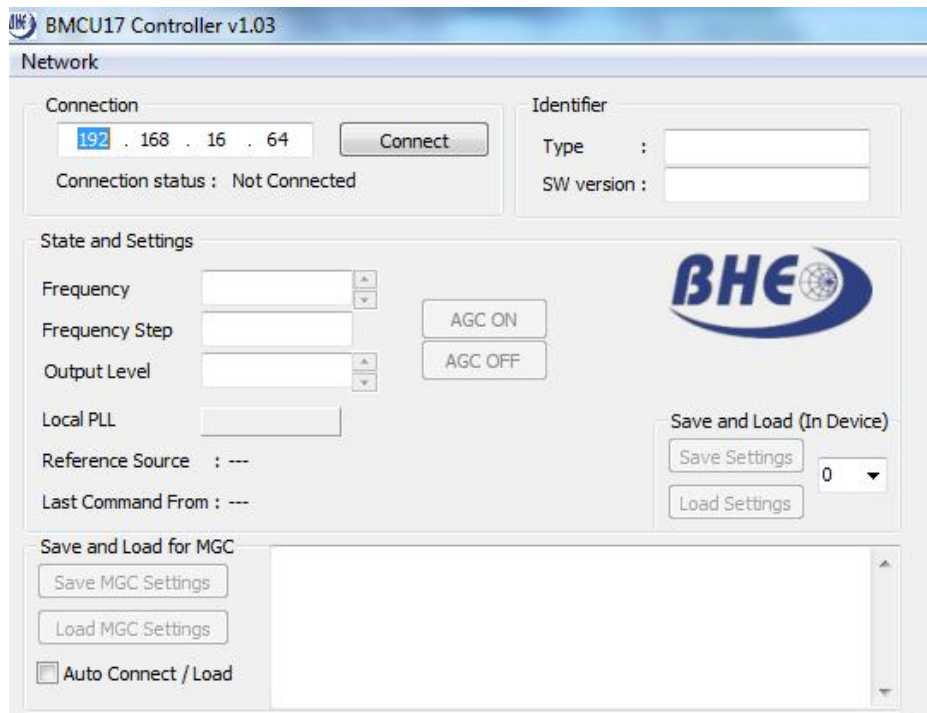 BMCU17 Controller v1.03
Network
Connection
192 . 168 . 16 . 64 Connect
Connection status : Not Connected
Identifier
Type :
SW version :
State and Settings
Frequency
Frequency Step
Output Level
Local PLL
Reference Source : ---
Last Command From : ---
AGC ON
AGC OFF
BHE
Save and Load (In Device)
Save Settings
0
Load Settings
Save and Load for MGC
Save MGC Settings
Load MGC Settings
Auto Connect / Load